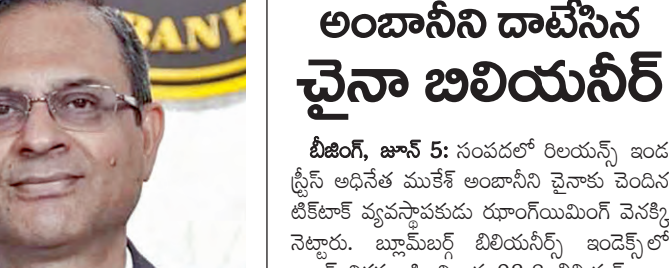 BANK
అంబానీని దాటేసిన
చైనా బిలియనీర్
బీజింగ్, జూన్ 5: సంపదలో రిలయన్స్ ఇండ
స్ట్రీస్ అధినేత ముకేశ్ అంబానీని చైనాకు చెందిన
టిక్‌టాక్ వ్యవస్థాపకుడు ఝాంగ్‌యిమింగ్ వెనక్కి
నెట్టారు. బ్లూమ్‌బర్గ్ బిలియనీర్స్ ఇండెక్స్‌లో